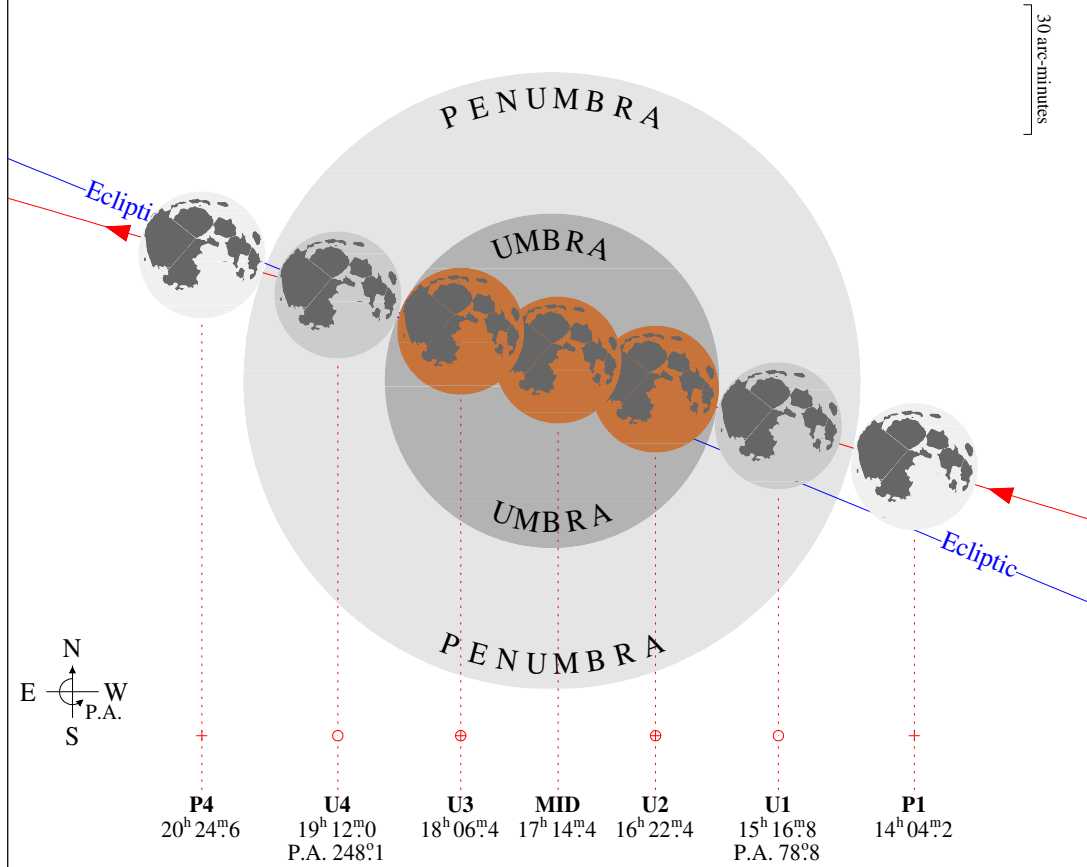 30 arc-minutes
PENUMBRA
Ecliptic
UMBRA
UMBRA
Ecliptic
PENUMBRA
N
E W
P.A.
S
P4 U4 U3 MID U2 U1 P1
20ʰ 24ᵐ.6 19ʰ 12ᵐ.0 18ʰ 06ᵐ.4 17ʰ 14ᵐ.4 16ʰ 22ᵐ.4 15ʰ 16ᵐ.8 14ʰ 04ᵐ.2
P.A. 248°.1 P.A. 78°.8